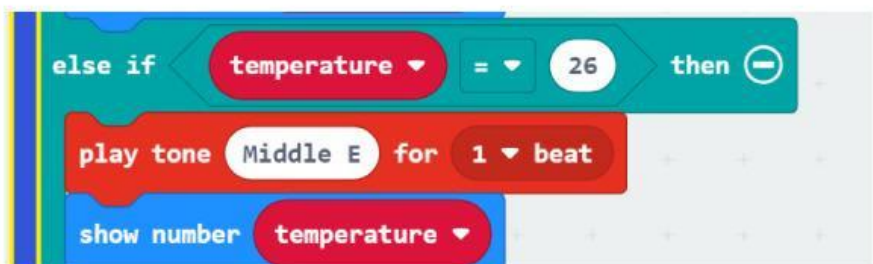 else if temperature = 26 then
play tone Middle E for 1 beat
show number temperature